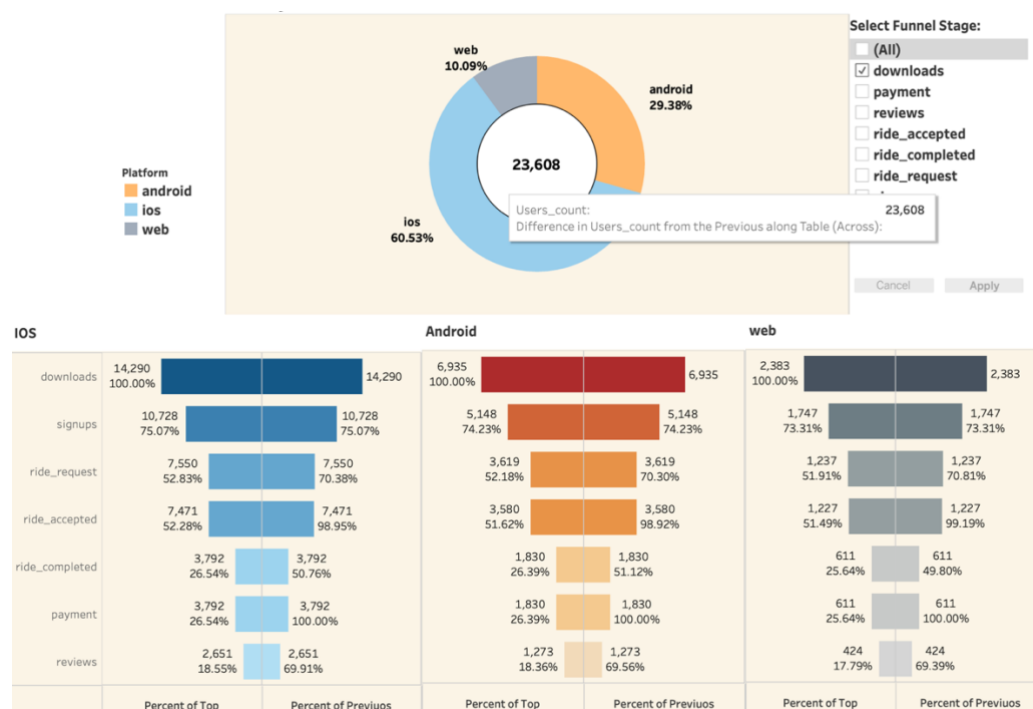 web
10.09%
android
29.38%
23,608
ios
60.53%
Platform
android
ios
web
Users_count: 23,608
Difference in Users_count from the Previous along Table (Across):
Select Funnel Stage:
(All)
downloads
payment
reviews
ride_accepted
ride_completed
ride_request
Cancel Apply
IOS Android web
downloads 14,290 100.00% 14,290 6,935 100.00% 6,935 2,383 100.00% 2,383
signups 10,728 75.07% 10,728 75.07% 5,148 74.23% 5,148 74.23% 1,747 73.31% 1,747 73.31%
ride_request 7,550 52.83% 7,550 70.38% 3,619 52.18% 3,619 70.30% 1,237 51.91% 1,237 70.81%
ride_accepted 7,471 52.28% 7,471 98.95% 3,580 51.62% 3,580 98.92% 1,227 51.49% 1,227 99.19%
ride_completed 3,792 26.54% 3,792 50.76% 1,830 26.39% 1,830 51.12% 611 25.64% 611 49.80%
payment 3,792 26.54% 3,792 100.00% 1,830 26.39% 1,830 100.00% 611 25.64% 611 100.00%
reviews 2,651 18.55% 2,651 69.91% 1,273 18.36% 1,273 69.56% 424 17.79% 424 69.39%
Percent of Top Percent of Previuos Percent of Top Percent of Previuos Percent of Top Percent of Previuos